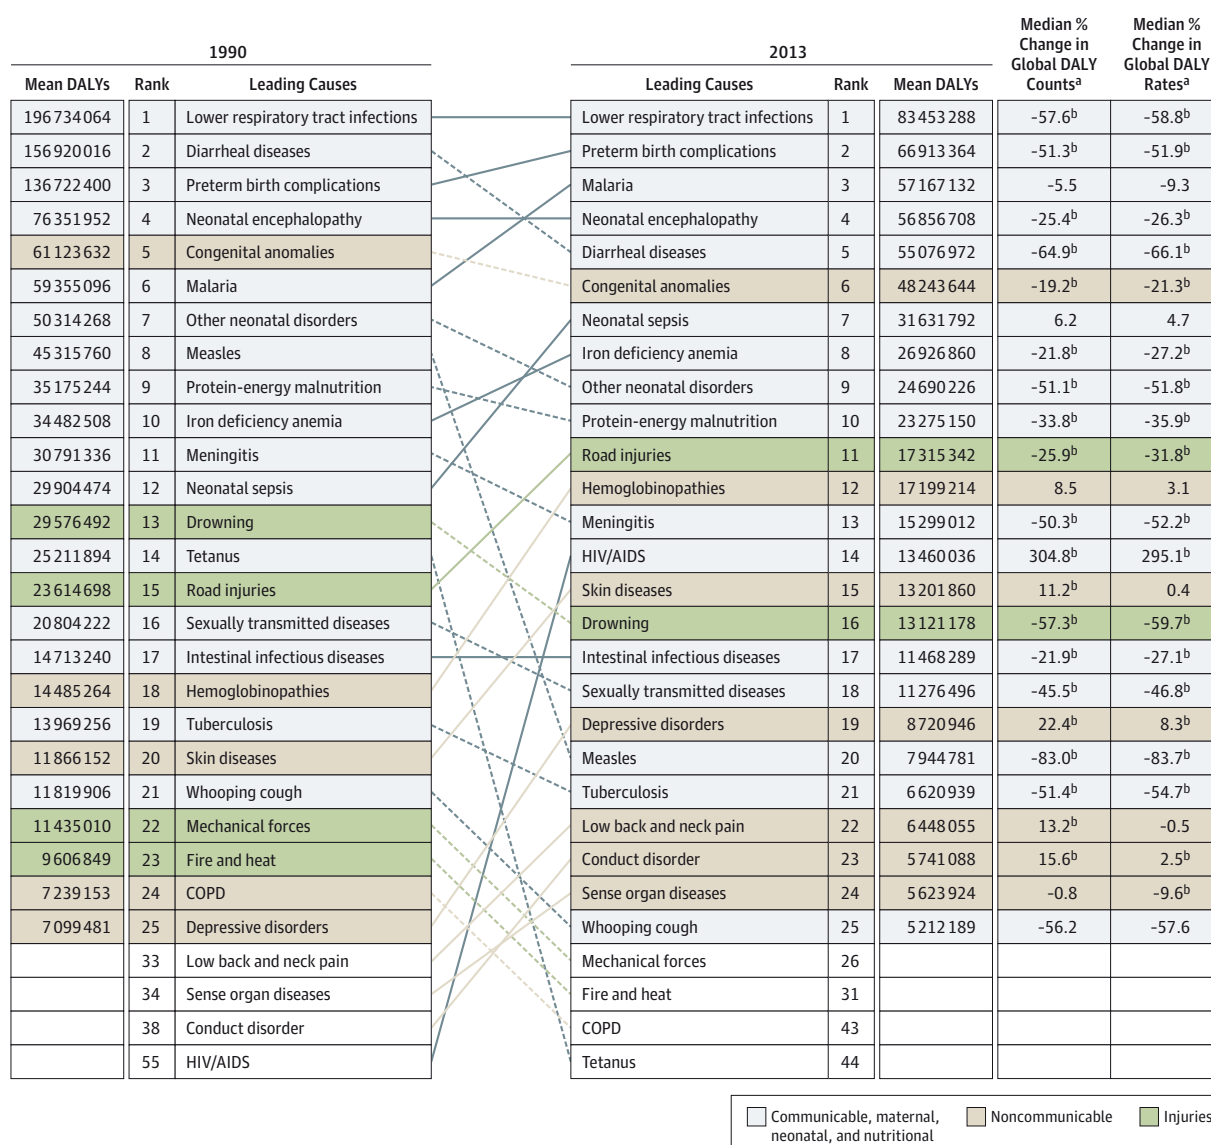 1990
Mean DALYs Rank Leading Causes
196734064 1 Lower respiratory tract infections
156920016 2 Diarrheal diseases
136722400 3 Preterm birth complications
76351952 4 Neonatal encephalopathy
61123632 5 Congenital anomalies
59355096 6 Malaria
50314268 7 Other neonatal disorders
45315760 8 Measles
35175244 9 Protein-energy malnutrition
34482508 10 Iron deficiency anemia
30791336 11 Meningitis
29904474 12 Neonatal sepsis
29576492 13 Drowning
25211894 14 Tetanus
23614698 15 Road injuries
20804222 16 Sexually transmitted diseases
14713240 17 Intestinal infectious diseases
14485264 18 Hemoglobinopathies
13969256 19 Tuberculosis
11866152 20 Skin diseases
11819906 21 Whooping cough
11435010 22 Mechanical forces
9606849 23 Fire and heat
7239153 24 COPD
7099481 25 Depressive disorders
33 Low back and neck pain
34 Sense organ diseases
38 Conduct disorder
55 HIV/AIDS
2013
Leading Causes Rank Mean DALYs
Median %
Change in
Global DALY
Countsa
Median %
Change in
Global DALY
Ratesa
Lower respiratory tract infections 1 83453288 -57.6b -58.8b
Preterm birth complications 2 66913364 -51.3b -51.9b
Malaria 3 57167132 -5.5 -9.3
Neonatal encephalopathy 4 56856708 -25.4b -26.3b
Diarrheal diseases 5 55076972 -64.9b -66.1b
Congenital anomalies 6 48243644 -19.2b -21.3b
Neonatal sepsis 7 31631792 6.2 4.7
Iron deficiency anemia 8 26926860 -21.8b -27.2b
Other neonatal disorders 9 24690226 -51.1b -51.8b
Protein-energy malnutrition 10 23275150 -33.8b -35.9b
Road injuries 11 17315342 -25.9b -31.8b
Hemoglobinopathies 12 17199214 8.5 3.1
Meningitis 13 15299012 -50.3b -52.2b
HIV/AIDS 14 13460036 304.8b 295.1b
Skin diseases 15 13201860 11.2b 0.4
Drowning 16 13121178 -57.3b -59.7b
Intestinal infectious diseases 17 11468289 -21.9b -27.1b
Sexually transmitted diseases 18 11276496 -45.5b -46.8b
Depressive disorders 19 8720946 22.4b 8.3b
Measles 20 7944781 -83.0b -83.7b
Tuberculosis 21 6620939 -51.4b -54.7b
Low back and neck pain 22 6448055 13.2b -0.5
Conduct disorder 23 5741088 15.6b 2.5b
Sense organ diseases 24 5623924 -0.8 -9.6b
Whooping cough 25 5212189 -56.2 -57.6
Mechanical forces 26
Fire and heat 31
COPD 43
Tetanus 44
Communicable, maternal,
neonatal, and nutritional
Noncommunicable
Injuries